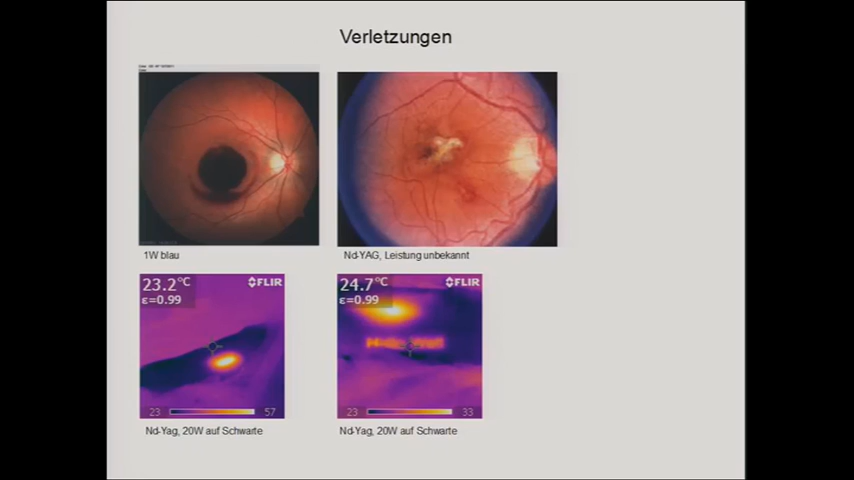 Verletzungen
1W blau
Nd-YAG, Leistung unbekannt
23.2°C
FLIR
ε=0.99
23
57
24.7°C
FLIR
ε=0.99
23
33
Nd-Yag, 20W auf Schwarte
Nd-Yag, 20W auf Schwarte